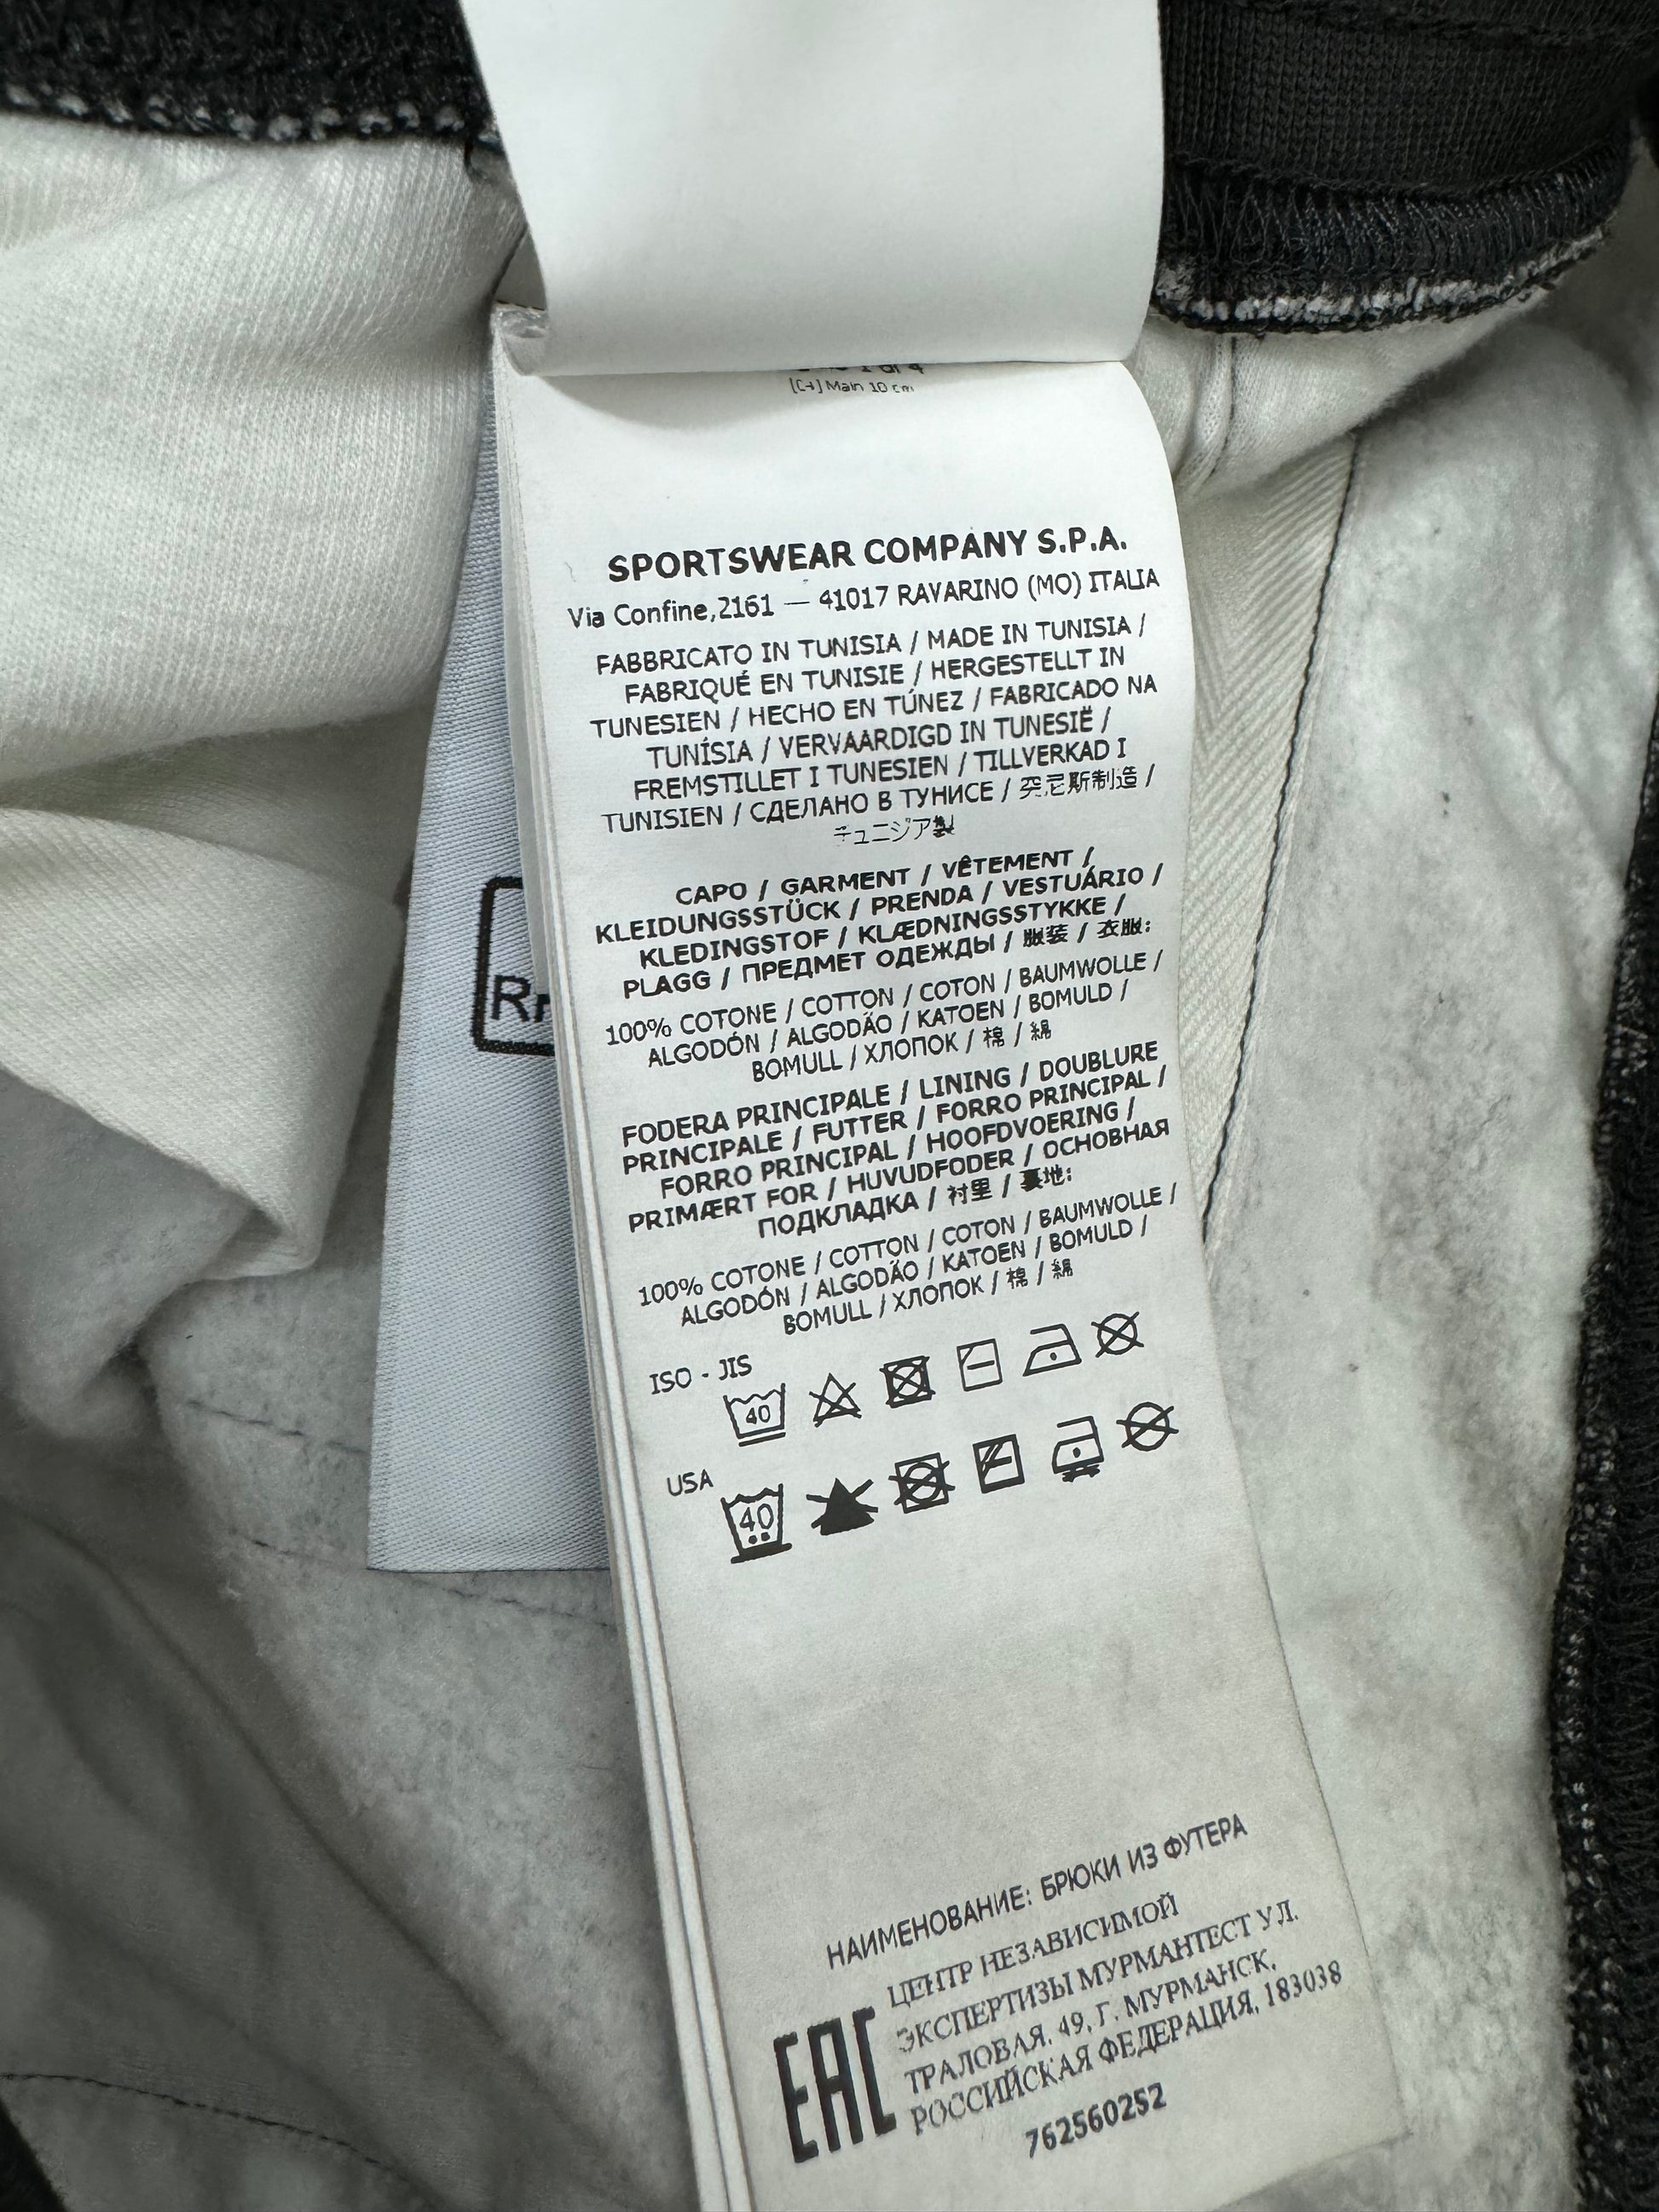 [C+] Main 10 cm
SPORTSWEAR COMPANY S.P.A.
Via Confine,2161 — 41017 RAVARINO (MO) ITALIA
FABBRICATO IN TUNISIA / MADE IN TUNISIA /
FABRIQUÉ EN TUNISIE / HERGESTELLT IN
TUNESIEN / HECHO EN TÚNEZ / FABRICADO NA
TUNÍSIA / VERVAARDIGD IN TUNESIË /
FREMSTILLET I TUNESIEN / TILLVERKAD I
TUNISIEN / СДЕЛАНО В ТУНИСЕ / 突尼斯制造 /
チュニジア製
CAPO / GARMENT / VÊTEMENT /
KLEIDUNGSSTÜCK / PRENDA / VESTUÁRIO /
KLEDINGSTOF / KLÆDNINGSSTYKKE /
PLAGG / ПРЕДМЕТ ОДЕЖДЫ / 服装 / 衣服:
100% COTONE / COTTON / COTON / BAUMWOLLE /
ALGODÓN / ALGODÃO / KATOEN / BOMULD /
BOMULL / ХЛОПОК / 棉 / 綿
FODERA PRINCIPALE / LINING / DOUBLURE
PRINCIPALE / FUTTER / FORRO PRINCIPAL /
FORRO PRINCIPAL / HOOFDVOERING /
PRIMÆRT FOR / HUVUDFODER / ОСНОВНАЯ
ПОДКЛАДКА / 衬里 / 裏地:
100% COTONE / COTTON / COTON / BAUMWOLLE /
ALGODÓN / ALGODÃO / KATOEN / BOMULD /
BOMULL / ХЛОПОК / 棉 / 綿
ISO - JIS
40
USA
40
НАИМЕНОВАНИЕ: БРЮКИ ИЗ ФУТЕРА
ЦЕНТР НЕЗАВИСИМОЙ
ЭКСПЕРТИЗЫ МУРМАНТЕСТ УЛ.
ТРАЛОВАЯ, 49, Г. МУРМАНСК,
РОССИЙСКАЯ ФЕДЕРАЦИЯ, 183038
EAC
762560252